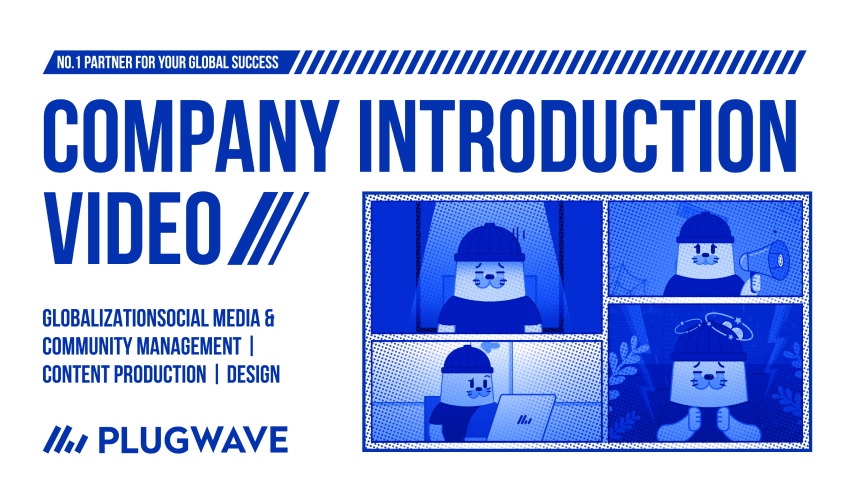 NO.1 PARTNER FOR YOUR GLOBAL SUCCESS
COMPANY INTRODUCTION
VIDEO
GLOBALIZATIONSOCIAL MEDIA &
COMMUNITY MANAGEMENT |
CONTENT PRODUCTION | DESIGN
PLUGWAVE